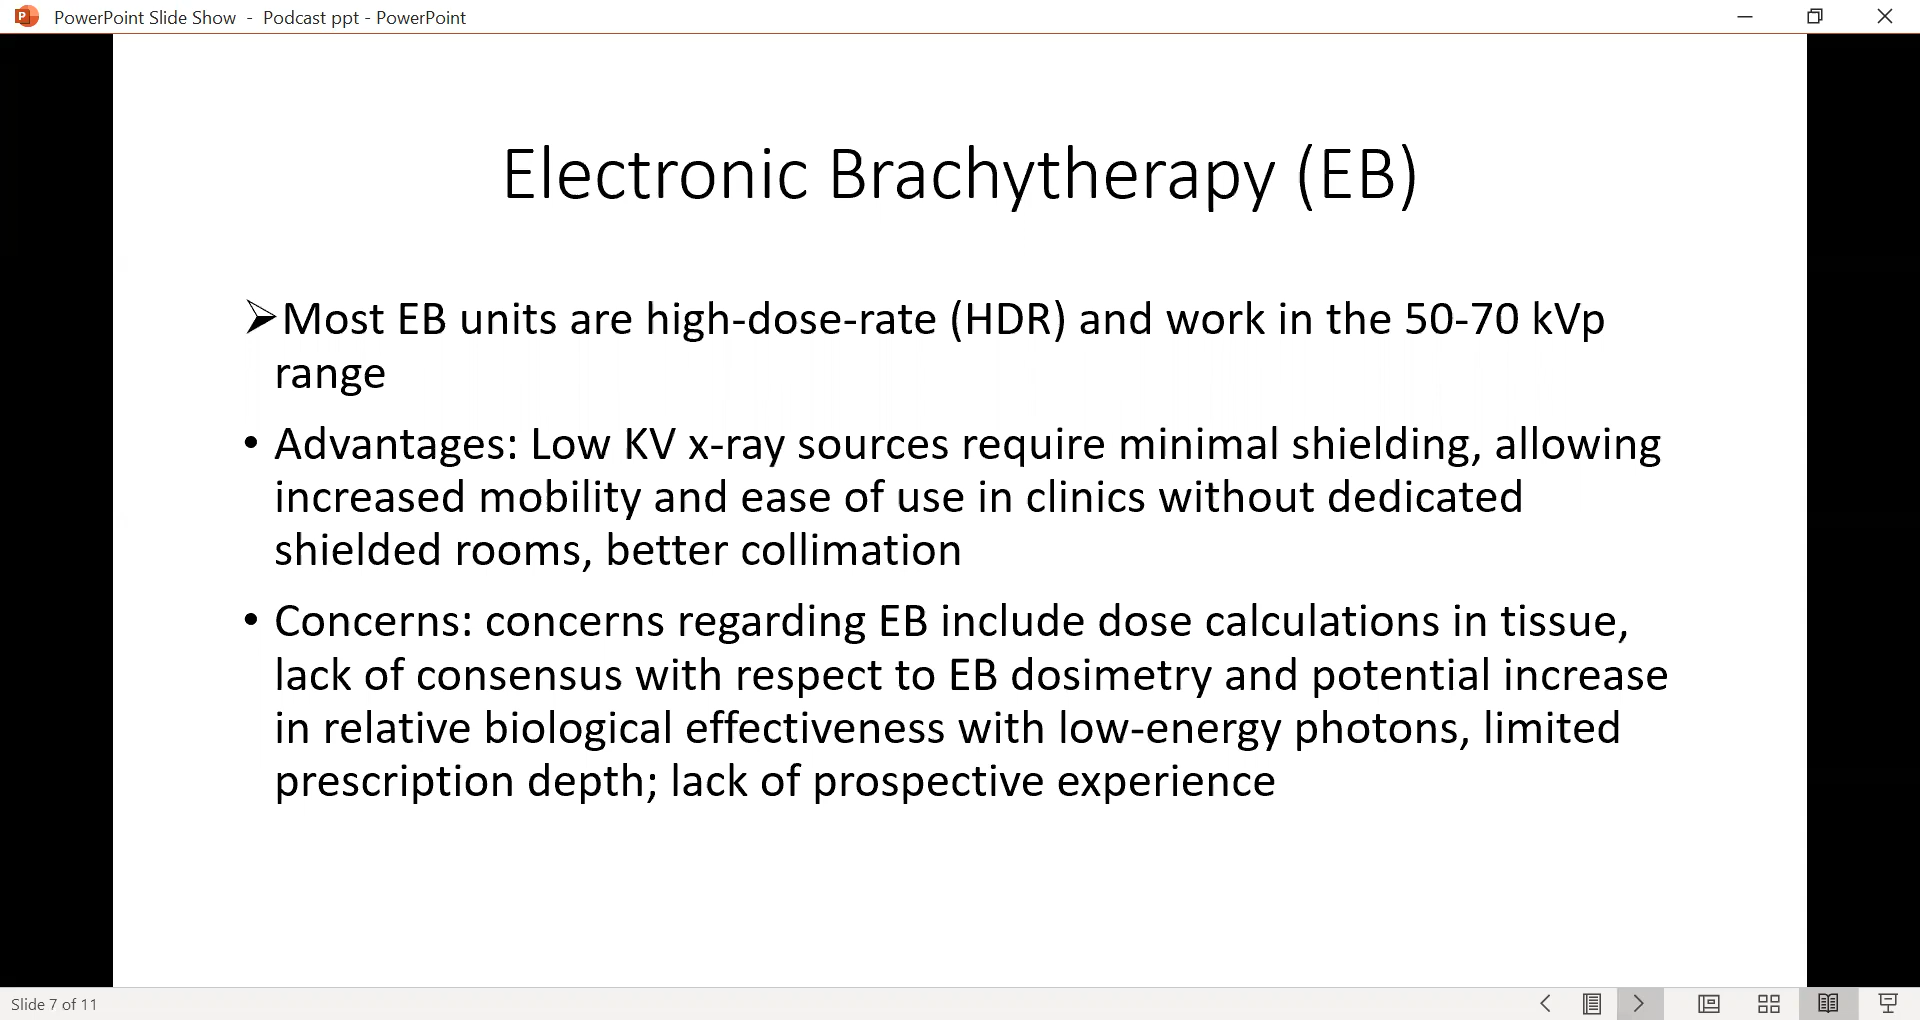 PowerPoint Slide Show - Podcast ppt - PowerPoint
Electronic Brachytherapy (EB)
➢Most EB units are high-dose-rate (HDR) and work in the 50-70 kVp
range
• Advantages: Low KV x-ray sources require minimal shielding, allowing
increased mobility and ease of use in clinics without dedicated
shielded rooms, better collimation
• Concerns: concerns regarding EB include dose calculations in tissue,
lack of consensus with respect to EB dosimetry and potential increase
in relative biological effectiveness with low-energy photons, limited
prescription depth; lack of prospective experience
Slide 7 of 11